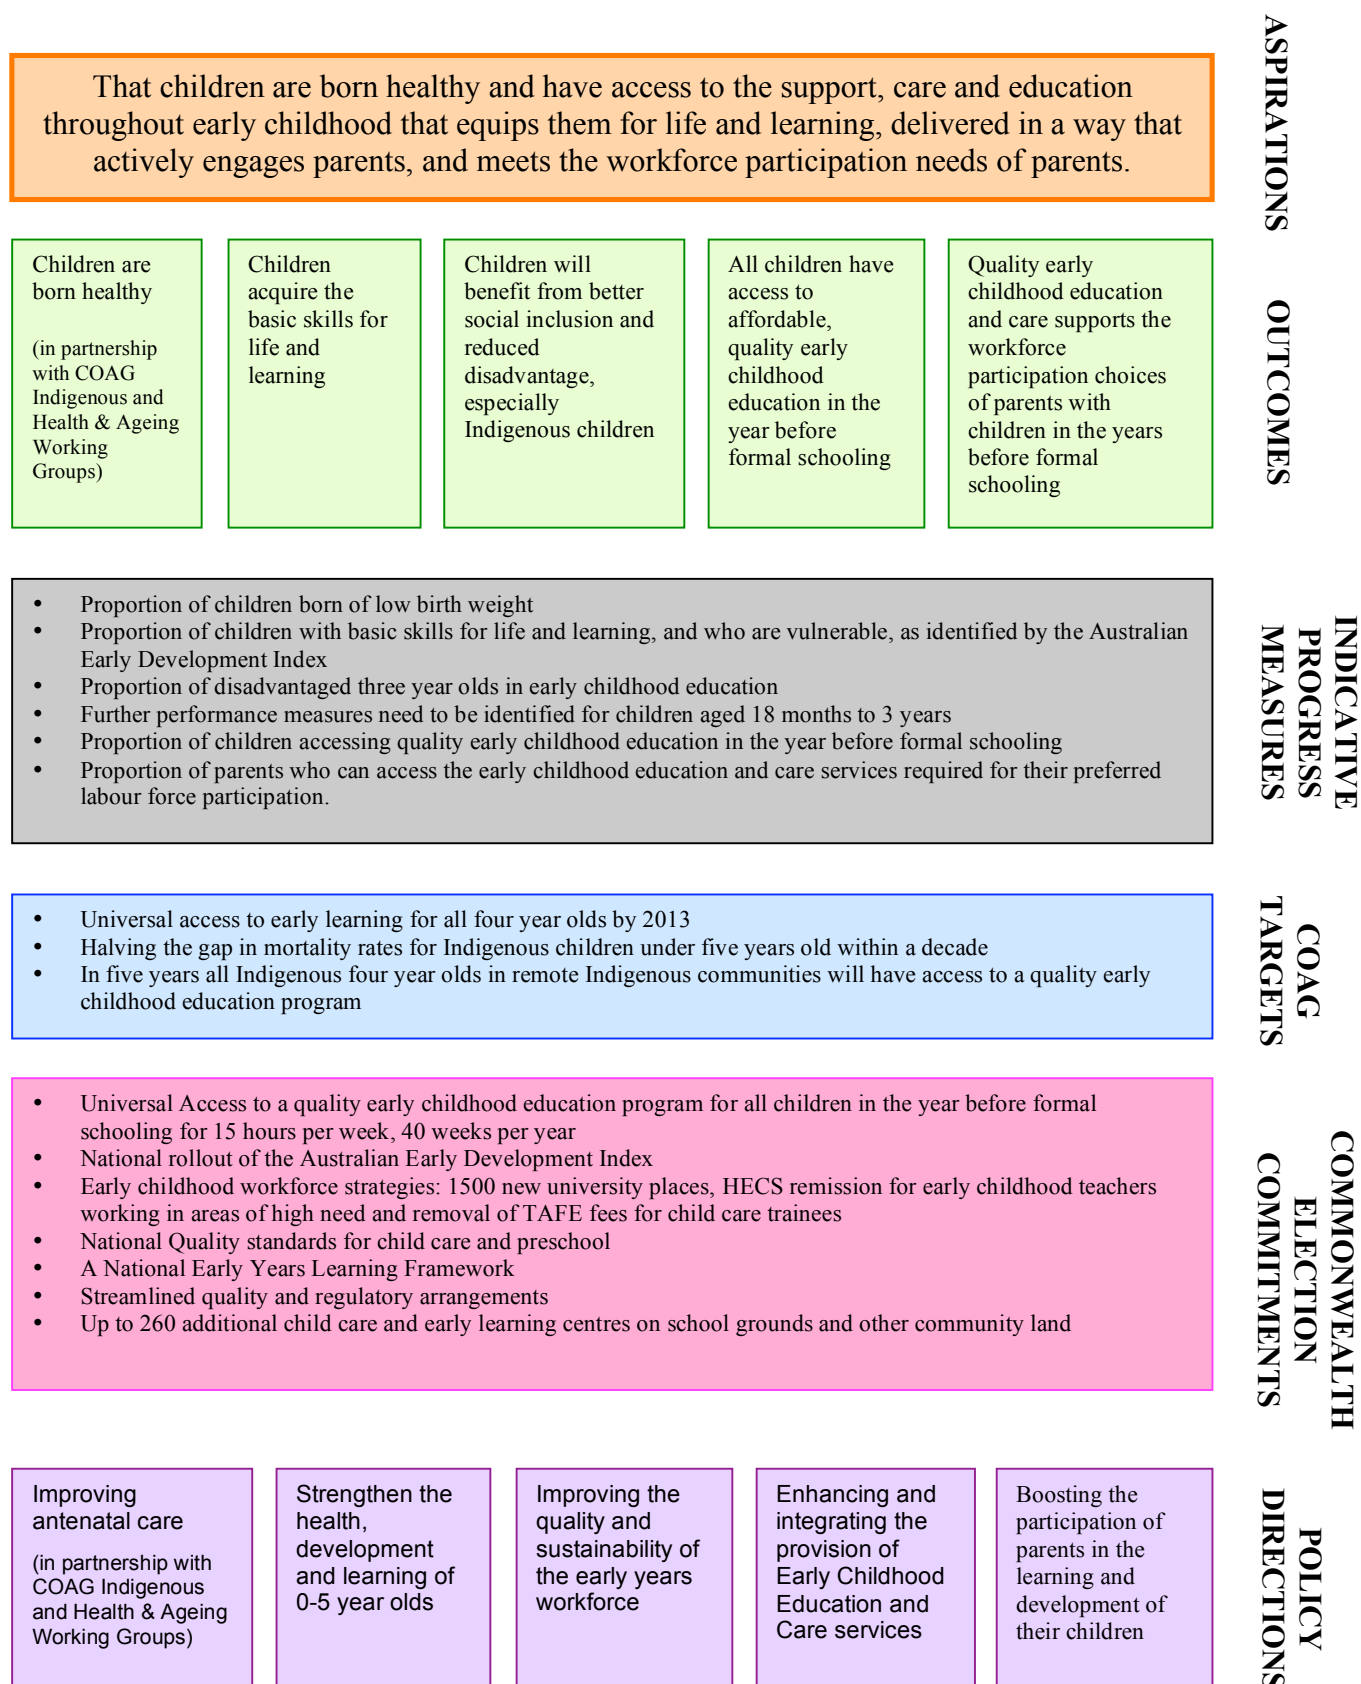 ASPIRATIONS
That children are born healthy and have access to the support, care and education
throughout early childhood that equips them for life and learning, delivered in a way that
actively engages parents, and meets the workforce participation needs of parents.
OUTCOMES
Children are
born healthy
(in partnership
with COAG
Indigenous and
Health & Ageing
Working
Groups)
Children
acquire the
basic skills for
life and
learning
Children will
benefit from better
social inclusion and
reduced
disadvantage,
especially
Indigenous children
All children have
access to
affordable,
quality early
childhood
education in the
year before
formal schooling
Quality early
childhood education
and care supports the
workforce
participation choices
of parents with
children in the years
before formal
schooling
INDICATIVE
PROGRESS
MEASURES
• Proportion of children born of low birth weight
• Proportion of children with basic skills for life and learning, and who are vulnerable, as identified by the Australian
Early Development Index
• Proportion of disadvantaged three year olds in early childhood education
• Further performance measures need to be identified for children aged 18 months to 3 years
• Proportion of children accessing quality early childhood education in the year before formal schooling
• Proportion of parents who can access the early childhood education and care services required for their preferred
labour force participation.
COAG
TARGETS
• Universal access to early learning for all four year olds by 2013
• Halving the gap in mortality rates for Indigenous children under five years old within a decade
• In five years all Indigenous four year olds in remote Indigenous communities will have access to a quality early
childhood education program
COMMONWEALTH
ELECTION
COMMITMENTS
• Universal Access to a quality early childhood education program for all children in the year before formal
schooling for 15 hours per week, 40 weeks per year
• National rollout of the Australian Early Development Index
• Early childhood workforce strategies: 1500 new university places, HECS remission for early childhood teachers
working in areas of high need and removal of TAFE fees for child care trainees
• National Quality standards for child care and preschool
• A National Early Years Learning Framework
• Streamlined quality and regulatory arrangements
• Up to 260 additional child care and early learning centres on school grounds and other community land
POLICY
DIRECTIONS
Improving
antenatal care
(in partnership with
COAG Indigenous
and Health & Ageing
Working Groups)
Strengthen the
health,
development
and learning of
0-5 year olds
Improving the
quality and
sustainability of
the early years
workforce
Enhancing and
integrating the
provision of
Early Childhood
Education and
Care services
Boosting the
participation of
parents in the
learning and
development of
their children